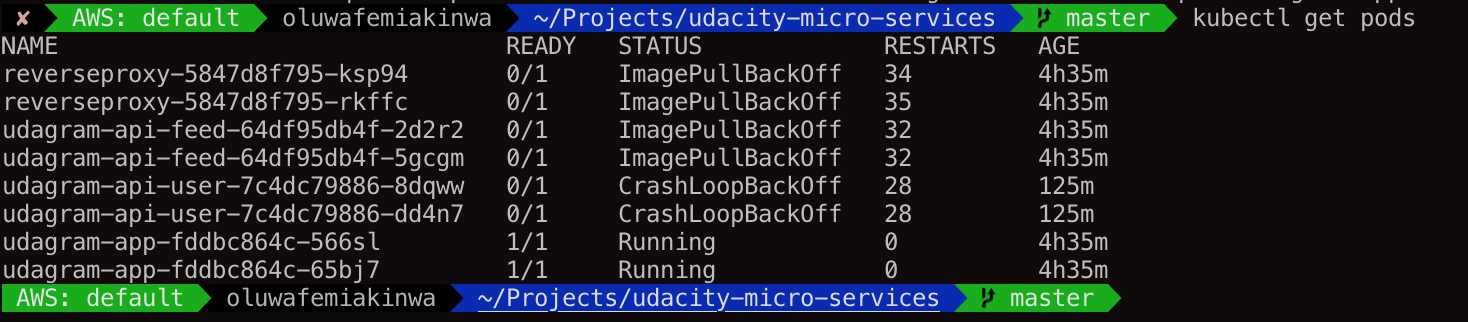 ✘ AWS: default oluwafemiakinwa ~/Projects/udacity-micro-services master kubectl get pods
NAME READY STATUS RESTARTS AGE
reverseproxy-5847d8f795-ksp94 0/1 ImagePullBackOff 34 4h35m
reverseproxy-5847d8f795-rkffc 0/1 ImagePullBackOff 35 4h35m
udagram-api-feed-64df95db4f-2d2r2 0/1 ImagePullBackOff 32 4h35m
udagram-api-feed-64df95db4f-5gcgm 0/1 ImagePullBackOff 32 4h35m
udagram-api-user-7c4dc79886-8dqww 0/1 CrashLoopBackOff 28 125m
udagram-api-user-7c4dc79886-dd4n7 0/1 CrashLoopBackOff 28 125m
udagram-app-fddbc864c-566sl 1/1 Running 0 4h35m
udagram-app-fddbc864c-65bj7 1/1 Running 0 4h35m
AWS: default oluwafemiakinwa ~/Projects/udacity-micro-services master